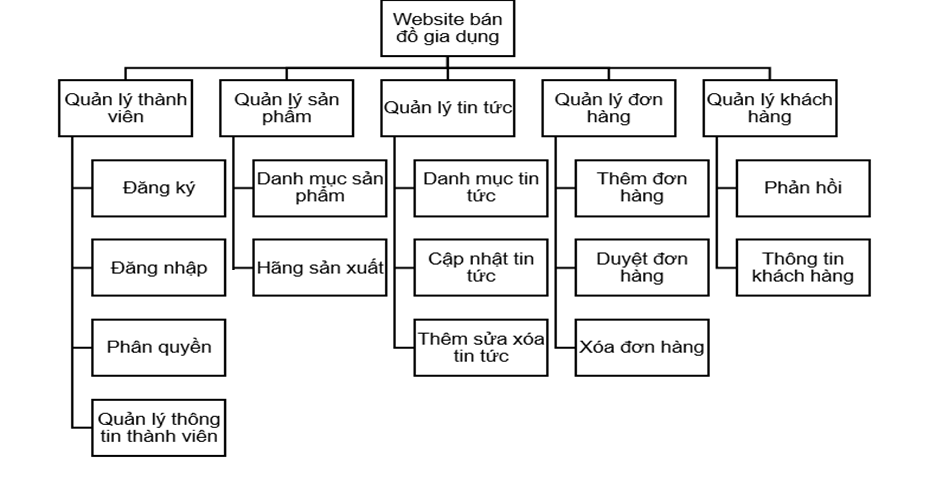 Website bán
đồ gia dụng
Quản lý thành
viên
Quản lý sản
phẩm
Quản lý tin tức
Quản lý đơn
hàng
Quản lý khách
hàng
Đăng ký
Đăng nhập
Phân quyền
Quản lý thông
tin thành viên
Danh mục sản
phẩm
Hãng sản xuất
Danh mục tin
tức
Cập nhật tin
tức
Thêm sửa xóa
tin tức
Thêm đơn
hàng
Duyệt đơn
hàng
Xóa đơn hàng
Phản hồi
Thông tin
khách hàng